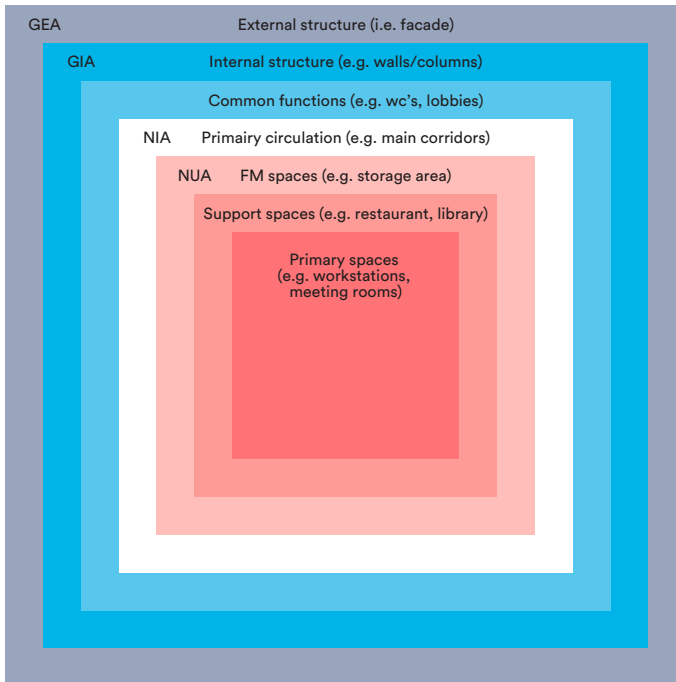 GEA External structure (i.e. facade)
GIA Internal structure (e.g. walls/columns)
Common functions (e.g. wc's, lobbies)
NIA Primairy circulation (e.g. main corridors)
NUA FM spaces (e.g. storage area)
Support spaces (e.g. restaurant, library)
Primary spaces
(e.g. workstations,
meeting rooms)